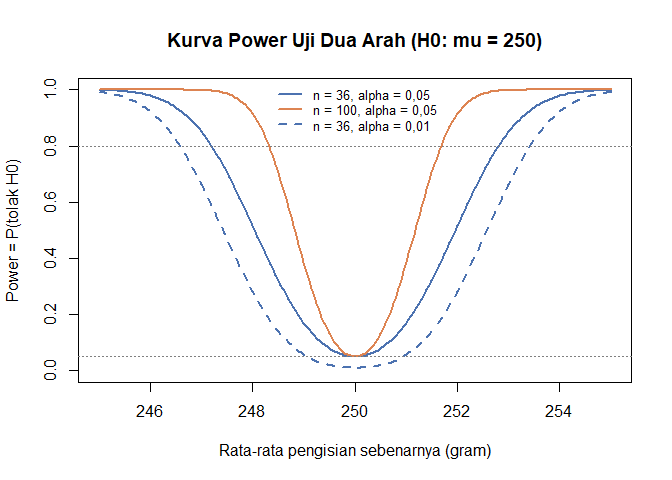 Kurva Power Uji Dua Arah (H0: mu = 250)
n = 36, alpha = 0,05
n = 100, alpha = 0,05
n = 36, alpha = 0,01
Power = P(tolak H0)
1.0
0.8
0.6
0.4
0.2
0.0
246 248 250 252 254
Rata-rata pengisian sebenarnya (gram)